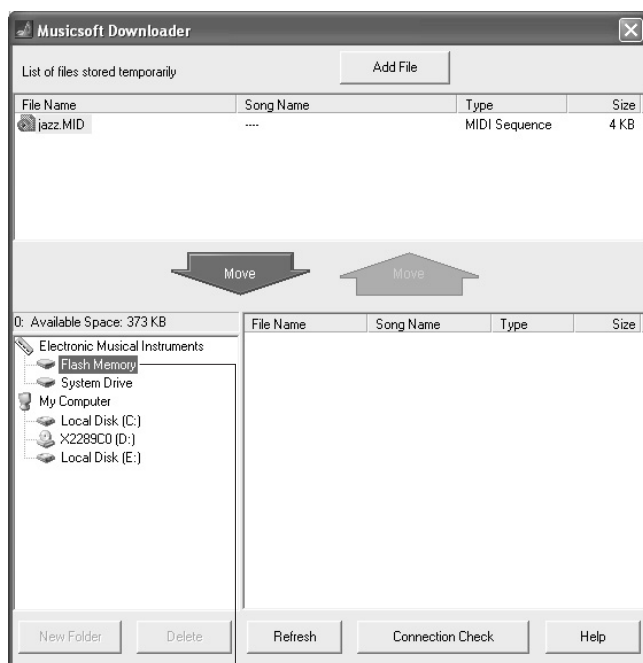 Musicsoft Downloader
List of files stored temporarily
Add File
File Name Song Name Type Size
jazz.MID ---- MIDI Sequence 4 KB
Move Move
0: Available Space: 373 KB
File Name Song Name Type Size
Electronic Musical Instruments
Flash Memory
System Drive
My Computer
Local Disk (C:)
X2289C0 (D:)
Local Disk (E:)
New Folder Delete Refresh Connection Check Help